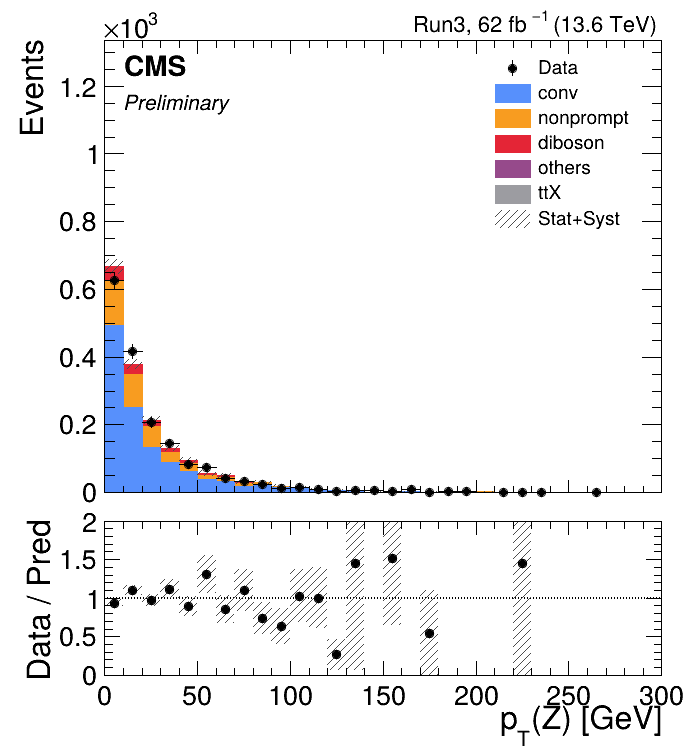 ×10³
Run3, 62 fb⁻¹ (13.6 TeV)
CMS
Preliminary
Data
conv
nonprompt
diboson
others
ttX
Stat+Syst
Events
1.2
1
0.8
0.6
0.4
0.2
0
Data / Pred
2
1.5
1
0.5
0
0 50 100 150 200 250 300
p_T(Z) [GeV]